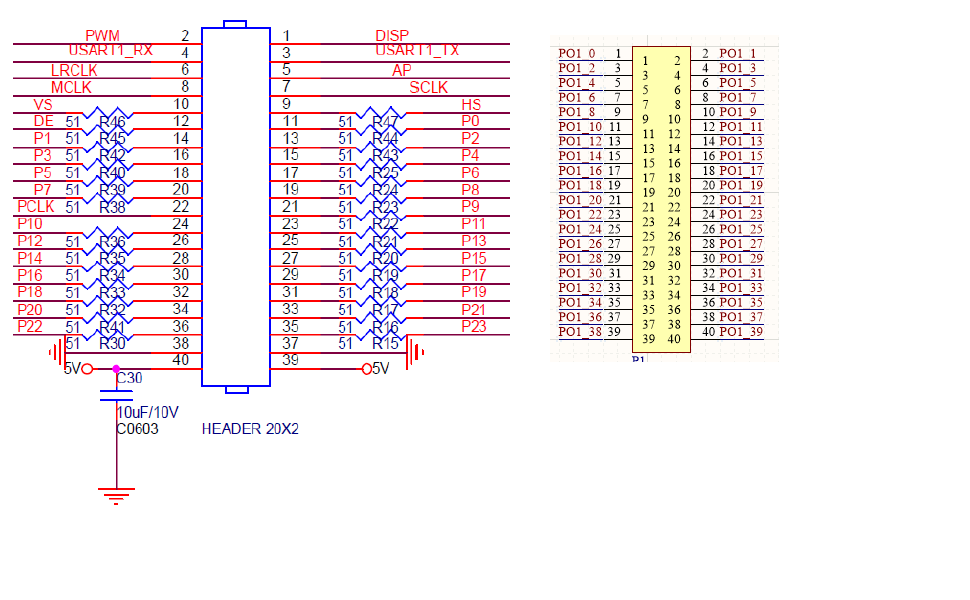 PWM 2 1 DISP
USART1_RX 4 3 USART1_TX
LRCLK 6 5 AP
MCLK 8 7 SCLK
VS 10 9 HS
DE 51 R46 12 11 51 R47 P0
P1 51 R45 14 13 51 R44 P2
P3 51 R42 16 15 51 R43 P4
P5 51 R40 18 17 51 R25 P6
P7 51 R39 20 19 51 R24 P8
PCLK 51 R38 22 21 51 R23 P9
P10 24 23 51 R22 P11
P12 51 R36 26 25 51 R21 P13
P14 51 R35 28 27 51 R20 P15
P16 51 R34 30 29 51 R19 P17
P18 51 R33 32 31 51 R18 P19
P20 51 R32 34 33 51 R17 P21
P22 51 R41 36 35 51 R16 P23
51 R30 38 37 51 R15
5V 40 39 5V
C30
10uF/10V
C0603
HEADER 20X2
PO1_0 1 1 2 2 PO1_1
PO1_2 3 3 4 4 PO1_3
PO1_4 5 5 6 6 PO1_5
PO1_6 7 7 8 8 PO1_7
PO1_8 9 9 10 10 PO1_9
PO1_10 11 11 12 12 PO1_11
PO1_12 13 13 14 14 PO1_13
PO1_14 15 15 16 16 PO1_15
PO1_16 17 17 18 18 PO1_17
PO1_18 19 19 20 20 PO1_19
PO1_20 21 21 22 22 PO1_21
PO1_22 23 23 24 24 PO1_23
PO1_24 25 25 26 26 PO1_25
PO1_26 27 27 28 28 PO1_27
PO1_28 29 29 30 30 PO1_29
PO1_30 31 31 32 32 PO1_31
PO1_32 33 33 34 34 PO1_33
PO1_34 35 35 36 36 PO1_35
PO1_36 37 37 38 38 PO1_37
PO1_38 39 39 40 40 PO1_39